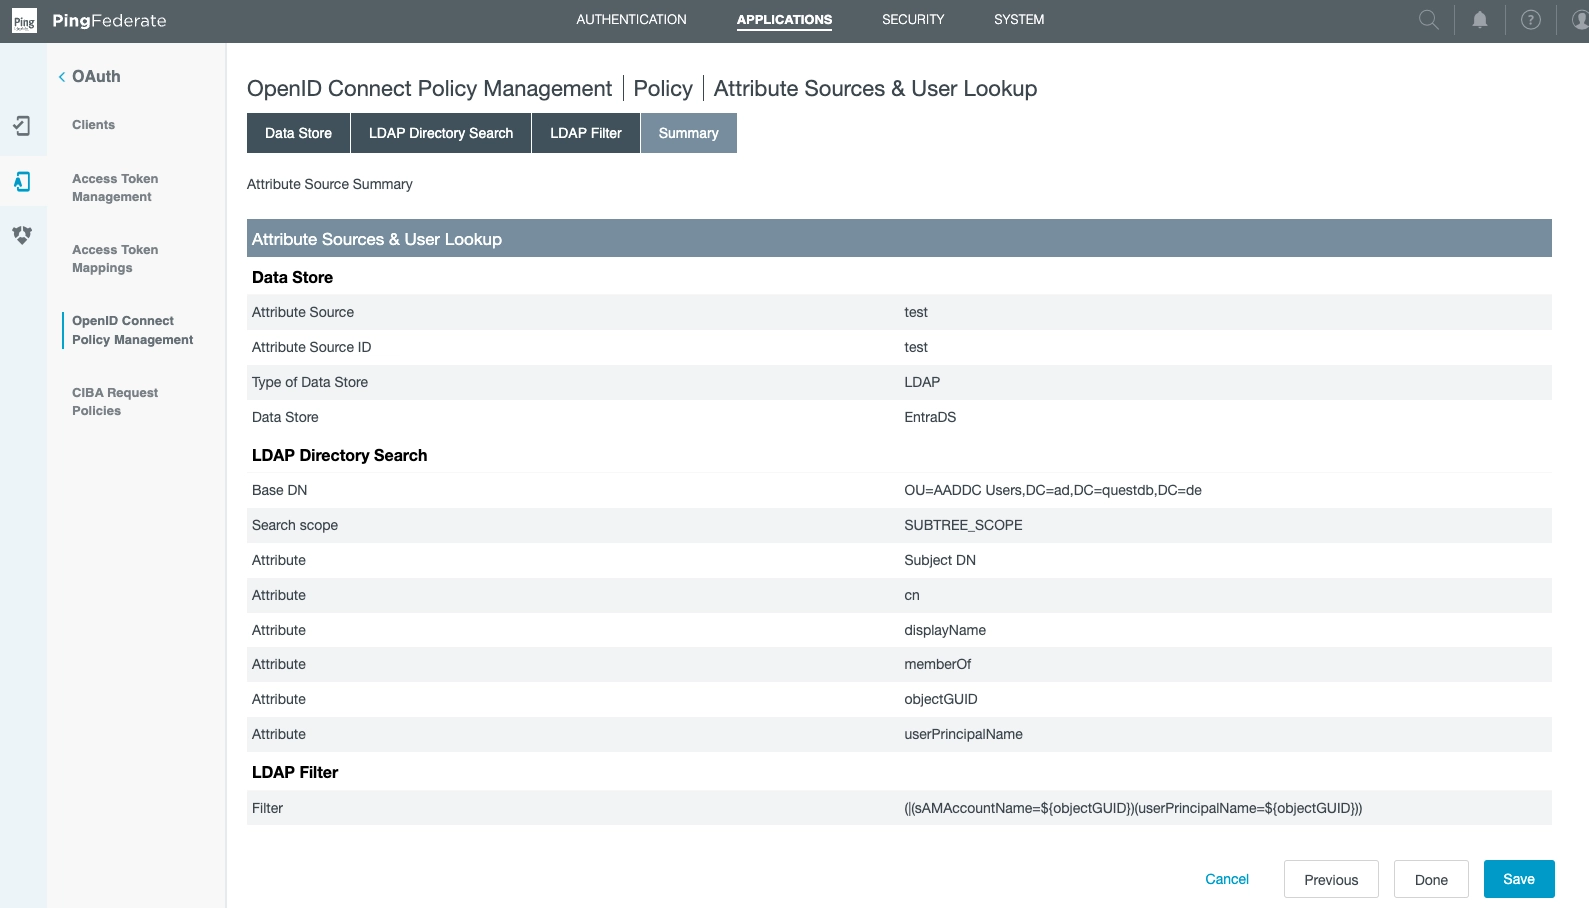 Ping
PingFederate
AUTHENTICATION
APPLICATIONS
SECURITY
SYSTEM
?
OAuth
Clients
Access Token
Management
Access Token
Mappings
OpenID Connect
Policy Management
CIBA Request
Policies
OpenID Connect Policy Management | Policy | Attribute Sources & User Lookup
Data Store
LDAP Directory Search
LDAP Filter
Summary
Attribute Source Summary
Attribute Sources & User Lookup
Data Store
Attribute Source test
Attribute Source ID test
Type of Data Store LDAP
Data Store EntraDS
LDAP Directory Search
Base DN OU=AADDC Users,DC=ad,DC=questdb,DC=de
Search scope SUBTREE_SCOPE
Attribute Subject DN
Attribute cn
Attribute displayName
Attribute memberOf
Attribute objectGUID
Attribute userPrincipalName
LDAP Filter
Filter (|(sAMAccountName=${objectGUID})(userPrincipalName=${objectGUID}))
Cancel
Previous
Done
Save